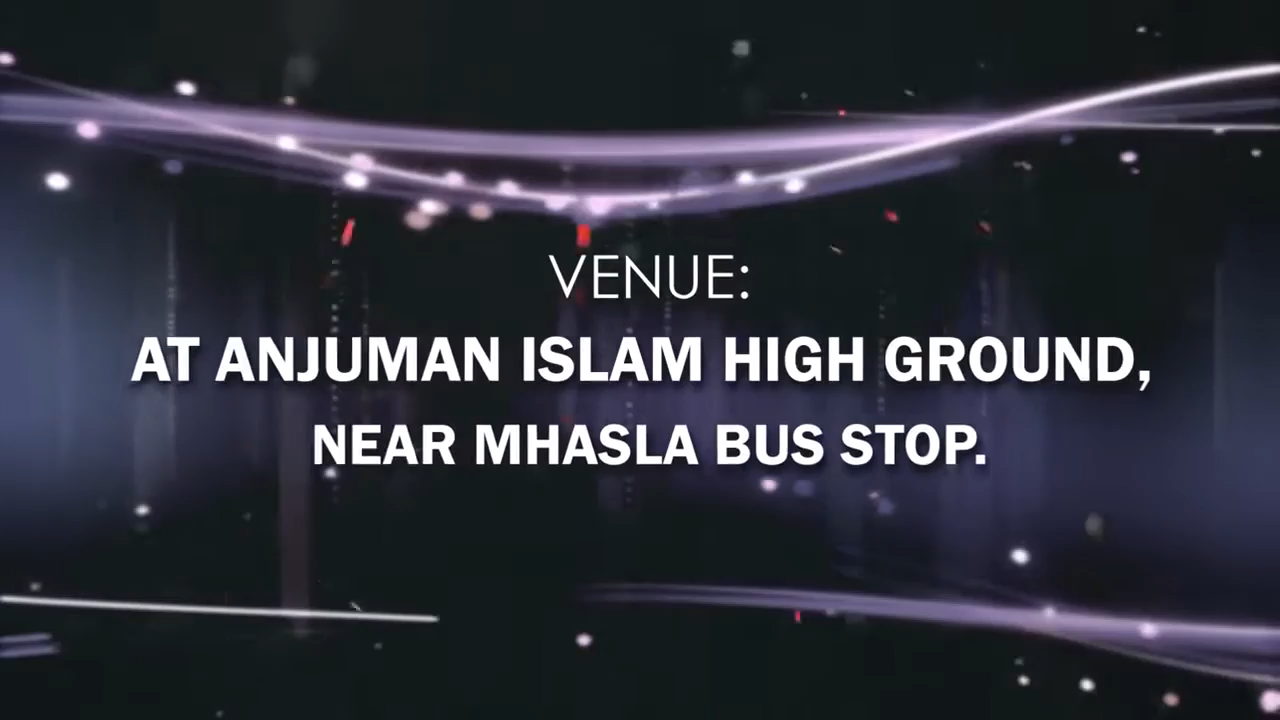 VENUE:
AT ANJUMAN ISLAM HIGH GROUND,
NEAR MHASLA BUS STOP.